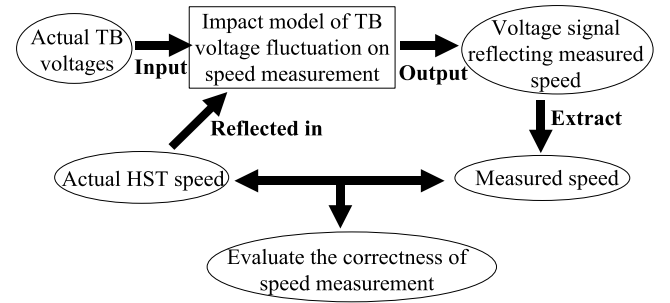 Actual TB
voltages
Input
Impact model of TB
voltage fluctuation on
speed measurement
Output
Voltage signal
reflecting measured
speed
Reflected in
Extract
Actual HST speed
Measured speed
Evaluate the correctness of
speed measurement